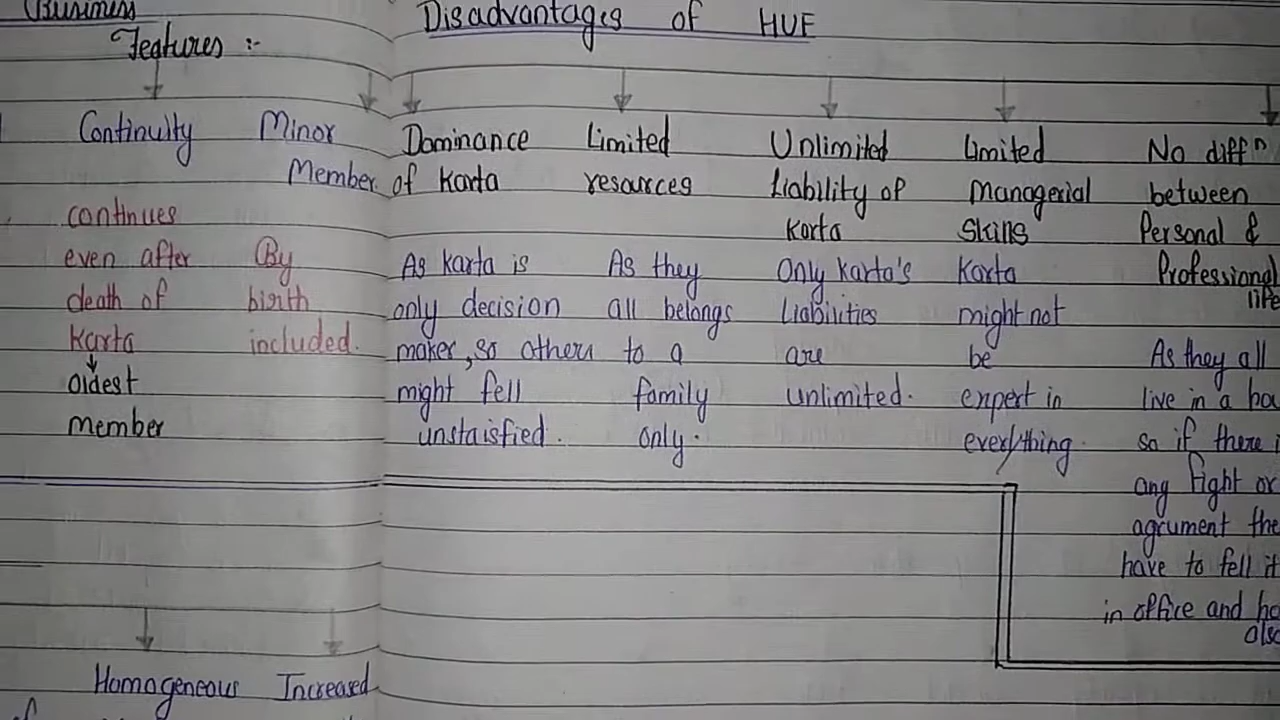 Business
Features :-
Continuity
continues
even after
death of
Karta
oldest
member
Minor
Member
By
birth
included.
Homogeneous
Increased
Disadvantages of HUF
Dominance
of Karta
As Karta is
only decision
maker, so others
might fell
unstaisfied.
Limited
resources
As they
all belongs
to a
family
only.
Unlimited
Liability of
Karta
Only Karta's
Liabilities
are
unlimited.
Limited
Managerial
Skills
Karta
might not
be
expert in
everything.
No diffⁿ
between
Personal &
Professional
life
As they all
live in a
so if there
any fight or
agrument
have to fell it
in office and